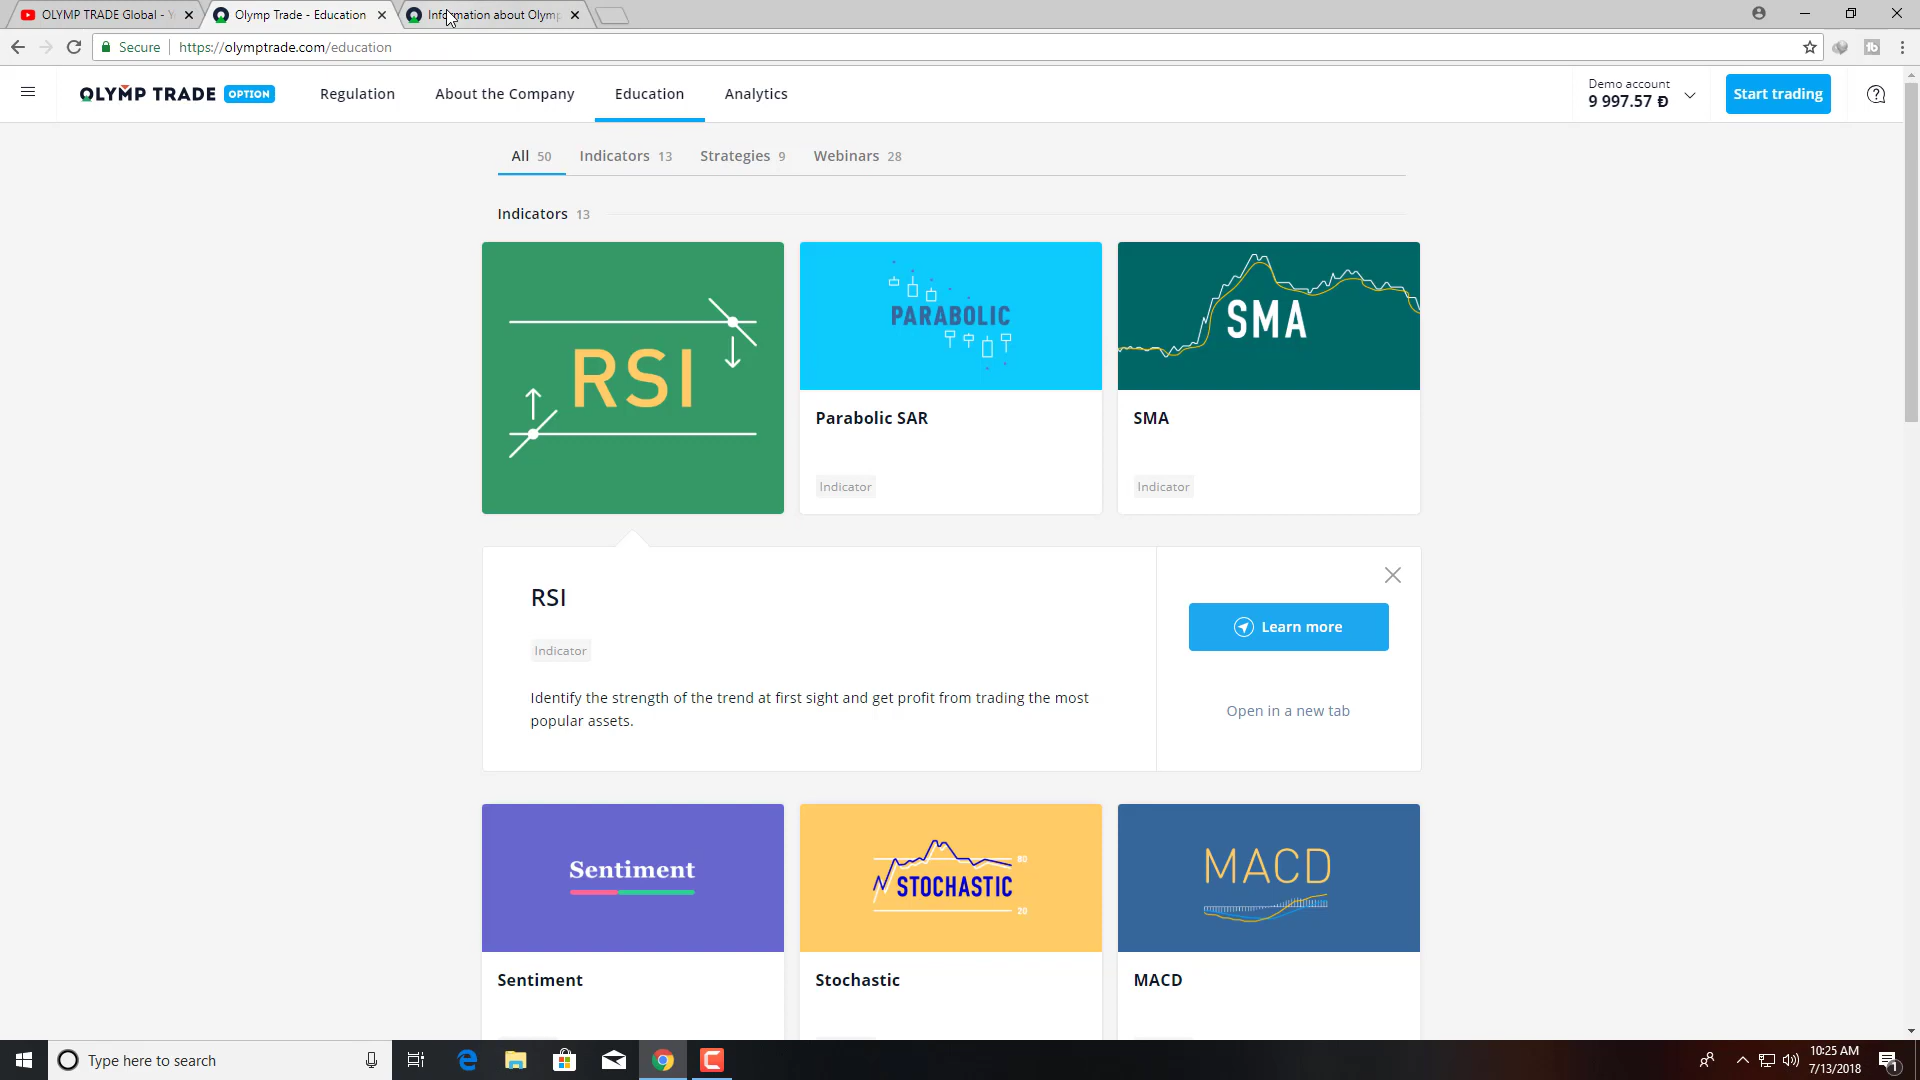 OLYMP TRADE Global - Y
Olymp Trade - Education
Information about Olymp
Secure
https://olymptrade.com/education
OLYMP TRADE OPTION
Regulation
About the Company
Education
Analytics
Demo account
9 997.57 Đ
Start trading
All 50
Indicators 13
Strategies 9
Webinars 28
Indicators 13
RSI
PARABOLIC
SMA
Parabolic SAR
SMA
Indicator
Indicator
RSI
Learn more
Indicator
Identify the strength of the trend at first sight and get profit from trading the most
popular assets.
Open in a new tab
Sentiment
80
STOCHASTIC
20
MACD
Sentiment
Stochastic
MACD
Type here to search
10:25 AM
7/13/2018
1